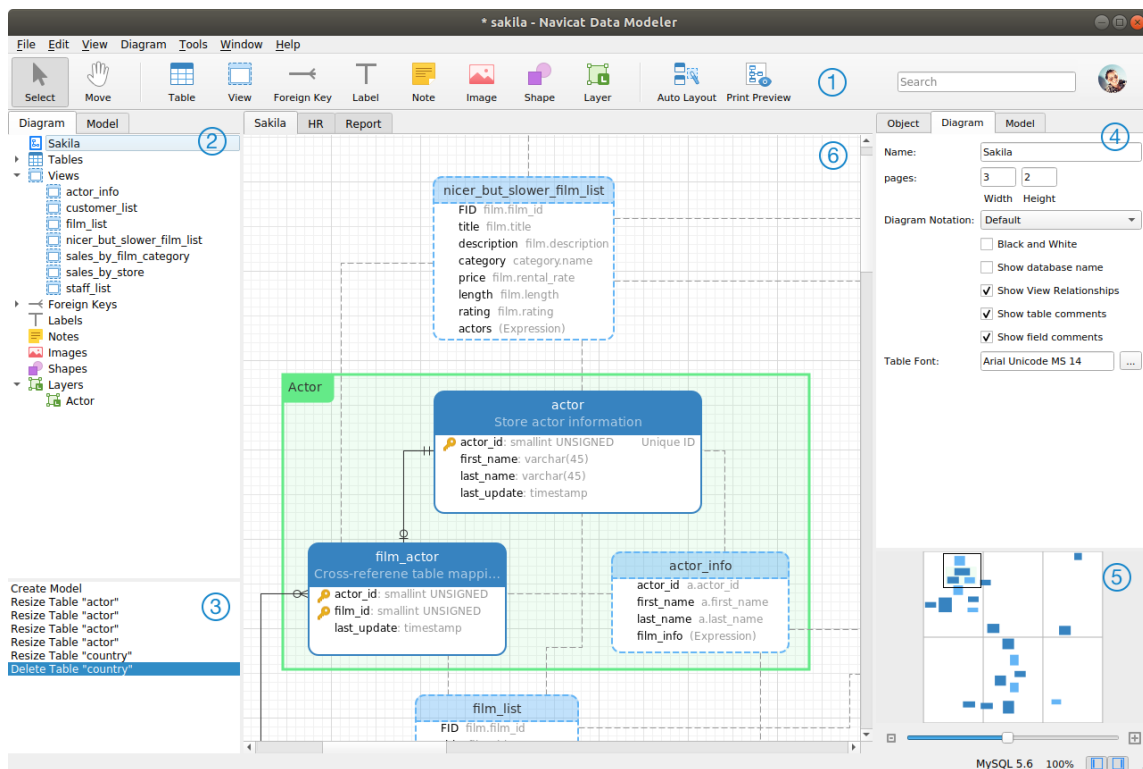 * sakila - Navicat Data Modeler
File Edit View Diagram Tools Window Help
Select Move Table View Foreign Key Label Note Image Shape Layer Auto Layout Print Preview
1
Search
Diagram Model
2
Sakila
Tables
Views
actor_info
customer_list
film_list
nicer_but_slower_film_list
sales_by_film_category
sales_by_store
staff_list
Foreign Keys
Labels
Notes
Images
Shapes
Layers
Actor
Create Model
Resize Table "actor"
Resize Table "actor"
Resize Table "actor"
Resize Table "actor"
Resize Table "country"
Delete Table "country"
3
Sakila HR Report
6
nicer_but_slower_film_list
FID film.film_id
title film.title
description film.description
category category.name
price film.rental_rate
length film.length
rating film.rating
actors (Expression)
Actor
actor
Store actor information
actor_id: smallint UNSIGNED Unique ID
first_name: varchar(45)
last_name: varchar(45)
last_update: timestamp
film_actor
Cross-referene table mappi...
actor_id: smallint UNSIGNED
film_id: smallint UNSIGNED
last_update: timestamp
actor_info
actor_id a.actor_id
first_name a.first_name
last_name a.last_name
film_info (Expression)
film_list
FID film.film_id
Object Diagram Model
4
Name: Sakila
pages: 3 2
Width Height
Diagram Notation: Default
Black and White
Show database name
Show View Relationships
Show table comments
Show field comments
Table Font: Arial Unicode MS 14 ...
5
MySQL 5.6 100%